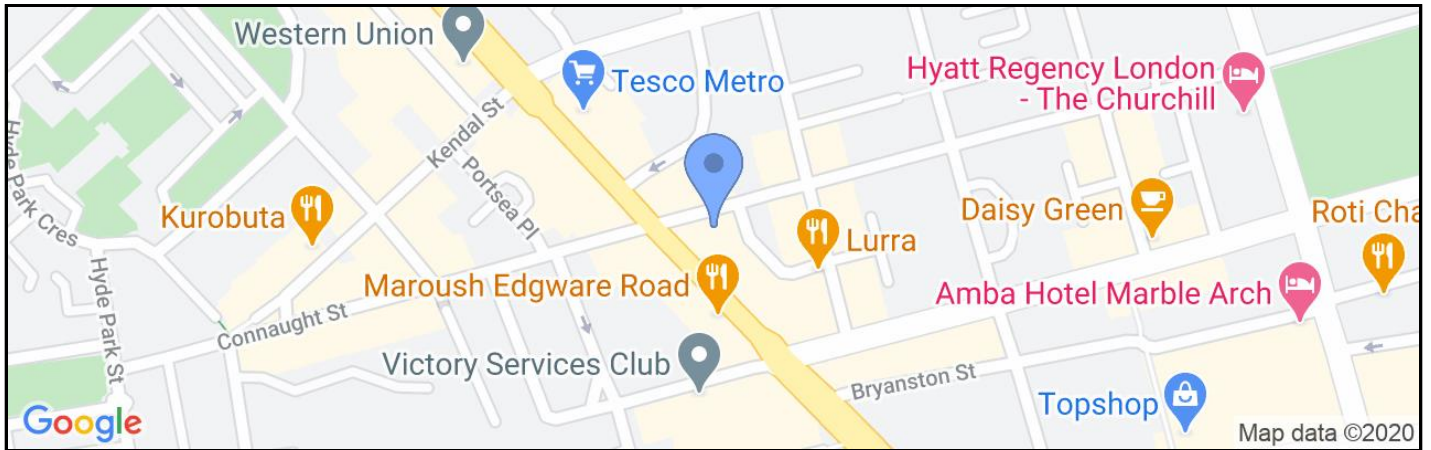 Western Union
Tesco Metro
Hyatt Regency London
- The Churchill
Kendal St
Portsea Pl
Hyde Park Cres
Kurobuta
Daisy Green
Roti Cha
Lurra
Hyde Park St
Maroush Edgware Road
Amba Hotel Marble Arch
Connaught St
Victory Services Club
Bryanston St
Topshop
Google
Map data ©2020